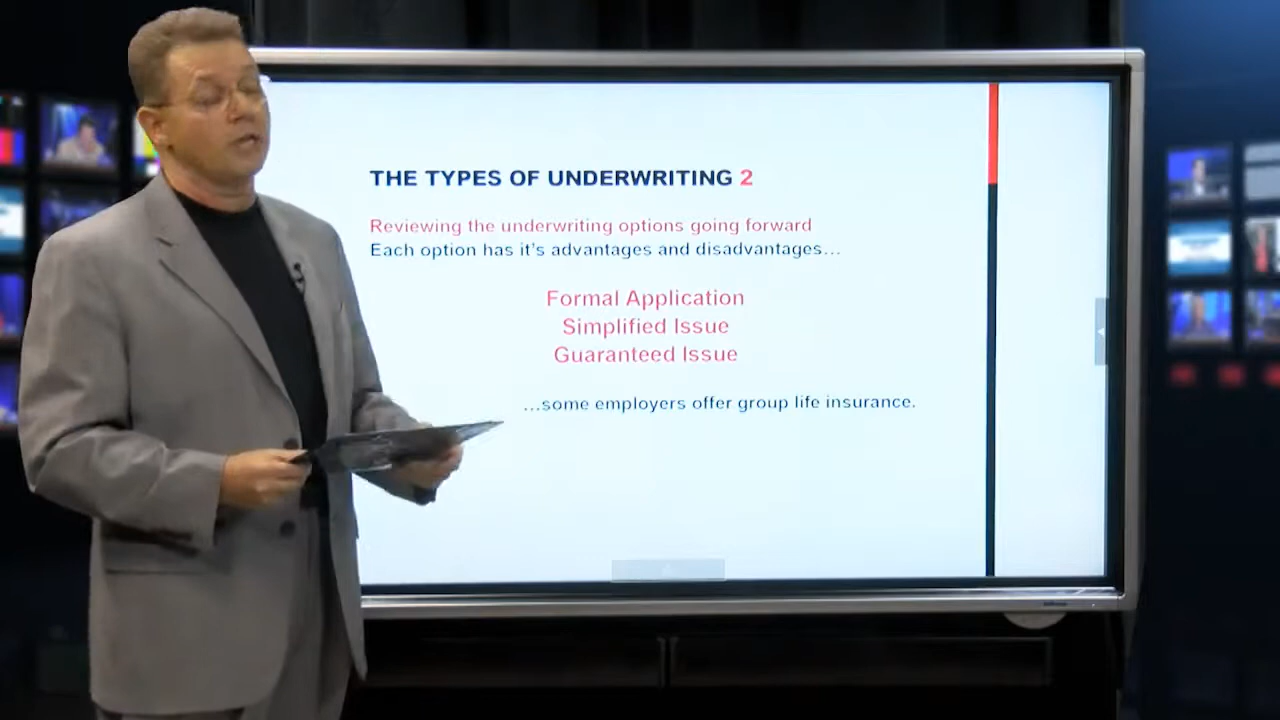 THE TYPES OF UNDERWRITING 2
Reviewing the underwriting options going forward
Each option has it's advantages and disadvantages...
Formal Application
Simplified Issue
Guaranteed Issue
...some employers offer group life insurance.